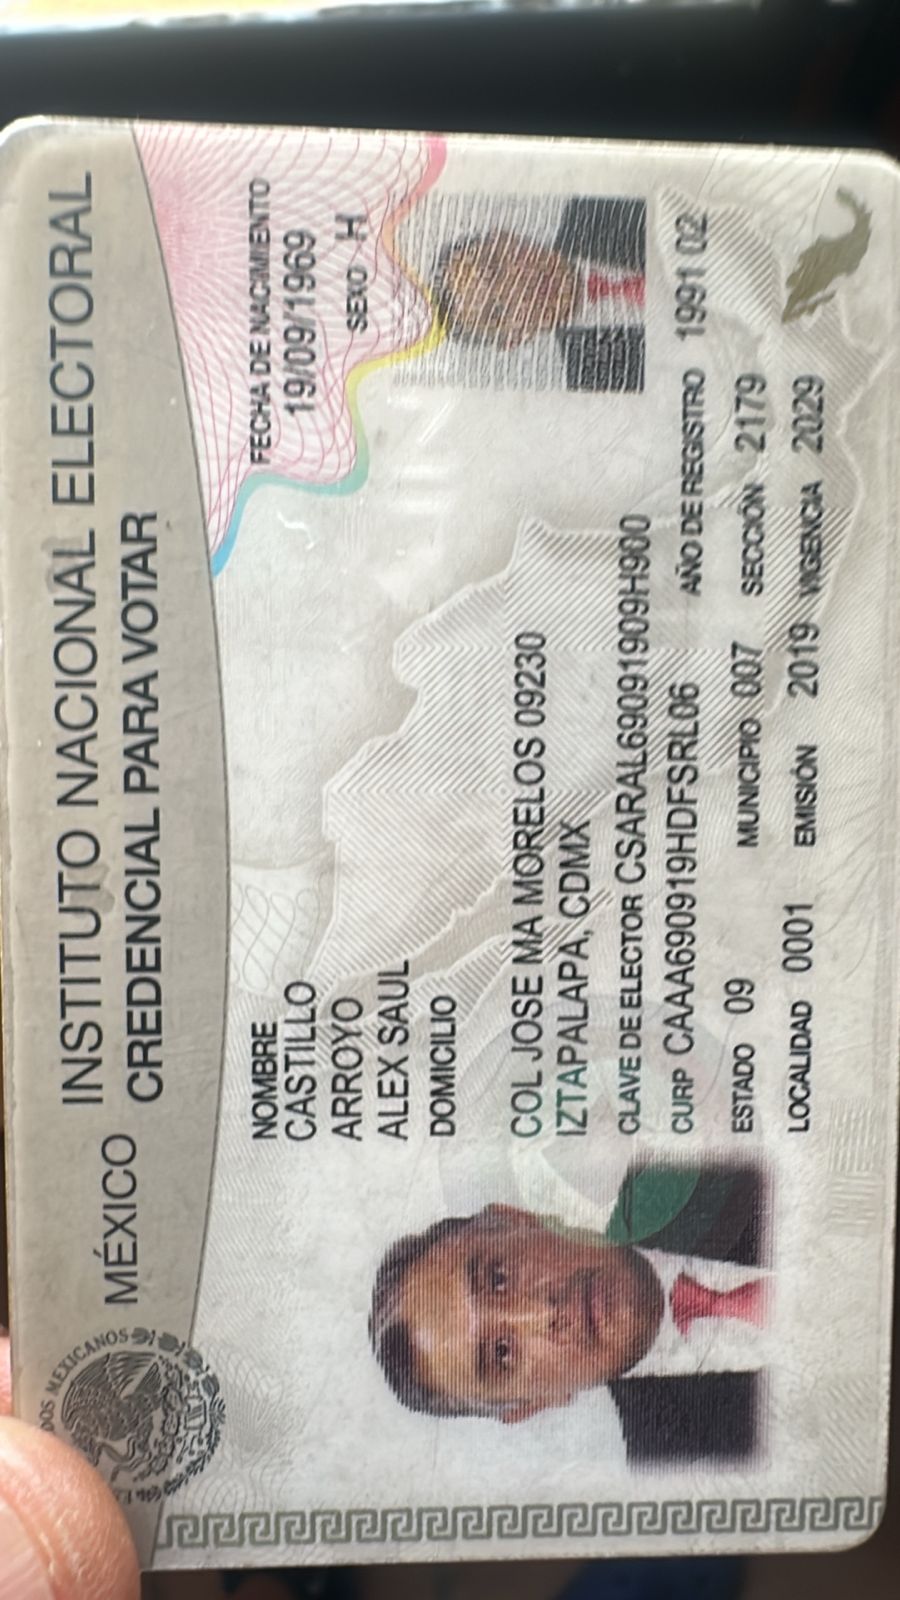 MÉXICO INSTITUTO NACIONAL ELECTORAL
CREDENCIAL PARA VOTAR
MEXICANOS
NOMBRE
CASTILLO
ARROYO
ALEX SAUL
FECHA DE NACIMIENTO
19/09/1969
SEXO H
DOMICILIO
COL JOSE MA MORELOS 09230
IZTAPALAPA, CDMX
CLAVE DE ELECTOR CSARAL69091909H900
CURP CAAA690919HDFSRL06 AÑO DE REGISTRO 1991 02
ESTADO 09 MUNICIPIO 007 SECCIÓN 2179
LOCALIDAD 0001 EMISIÓN 2019 VIGENCIA 2029